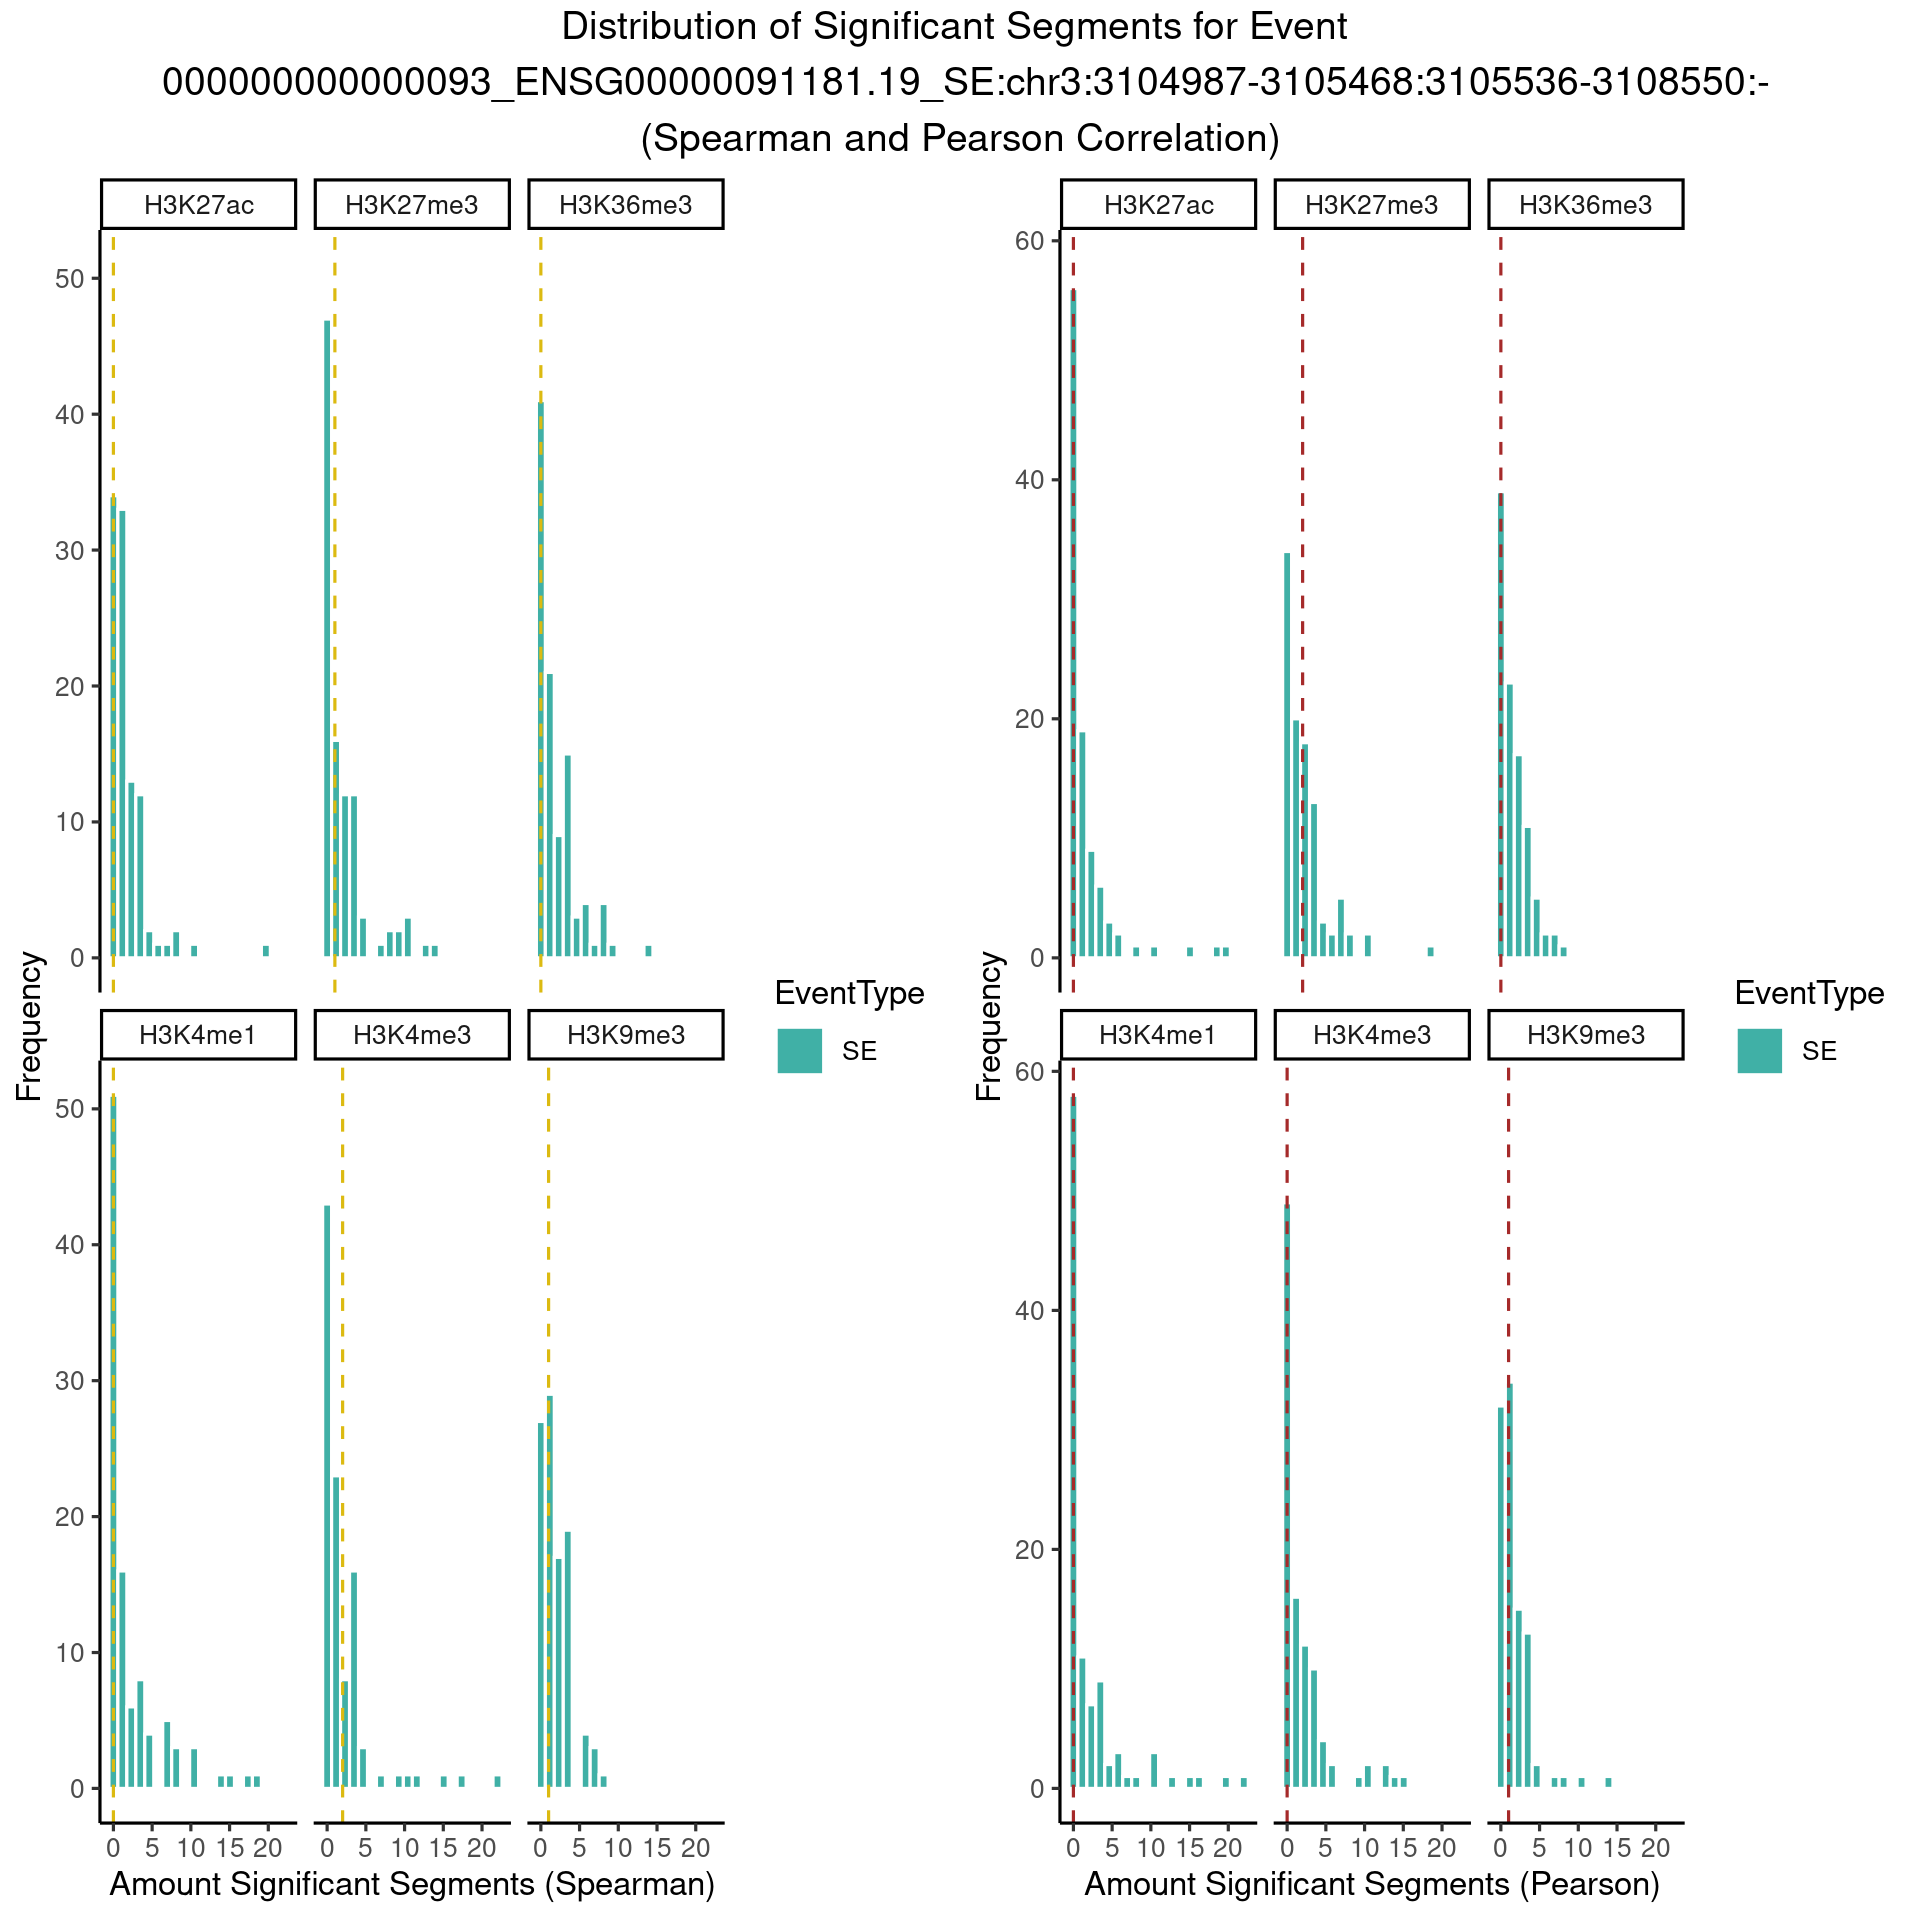 Distribution of Significant Segments for Event
000000000000093_ENSG00000091181.19_SE:chr3:3104987-3105468:3105536-3108550:-
(Spearman and Pearson Correlation)
H3K27ac
H3K27me3
H3K36me3
50
40
30
20
10
0
H3K4me1
H3K4me3
H3K9me3
50
40
30
20
10
0
0 5 10 15 20
0 5 10 15 20
0 5 10 15 20
Frequency
Amount Significant Segments (Spearman)
EventType
SE
H3K27ac
H3K27me3
H3K36me3
60
40
20
0
H3K4me1
H3K4me3
H3K9me3
60
40
20
0
0 5 10 15 20
0 5 10 15 20
0 5 10 15 20
Frequency
Amount Significant Segments (Pearson)
EventType
SE